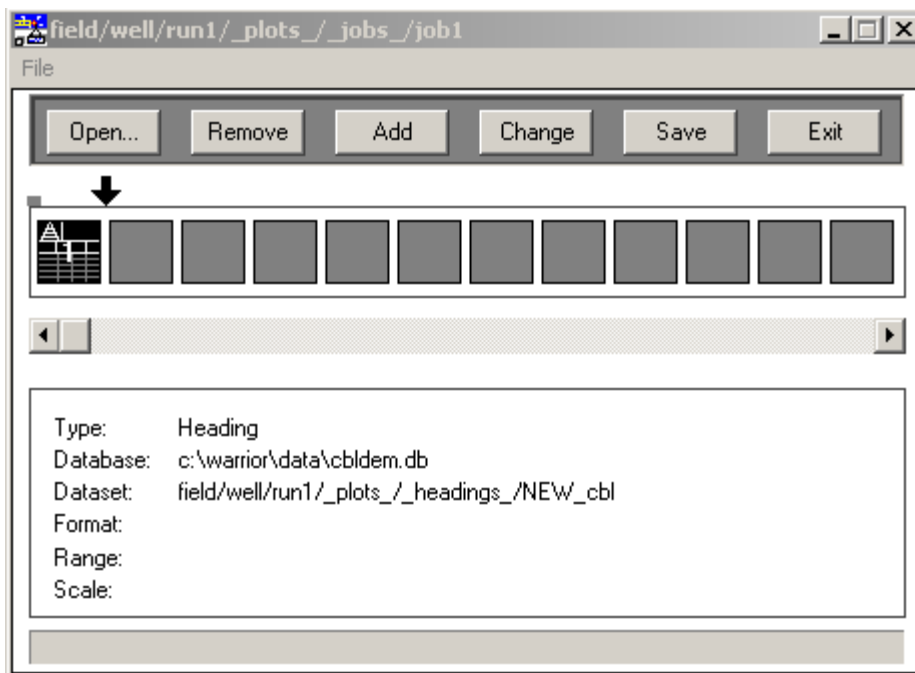 field/well/run1/_plots_/_jobs_/job1
File
Open... Remove Add Change Save Exit
1
Type: Heading
Database: c:\warrior\data\cbldem.db
Dataset: field/well/run1/_plots_/_headings_/NEW_cbl
Format:
Range:
Scale: